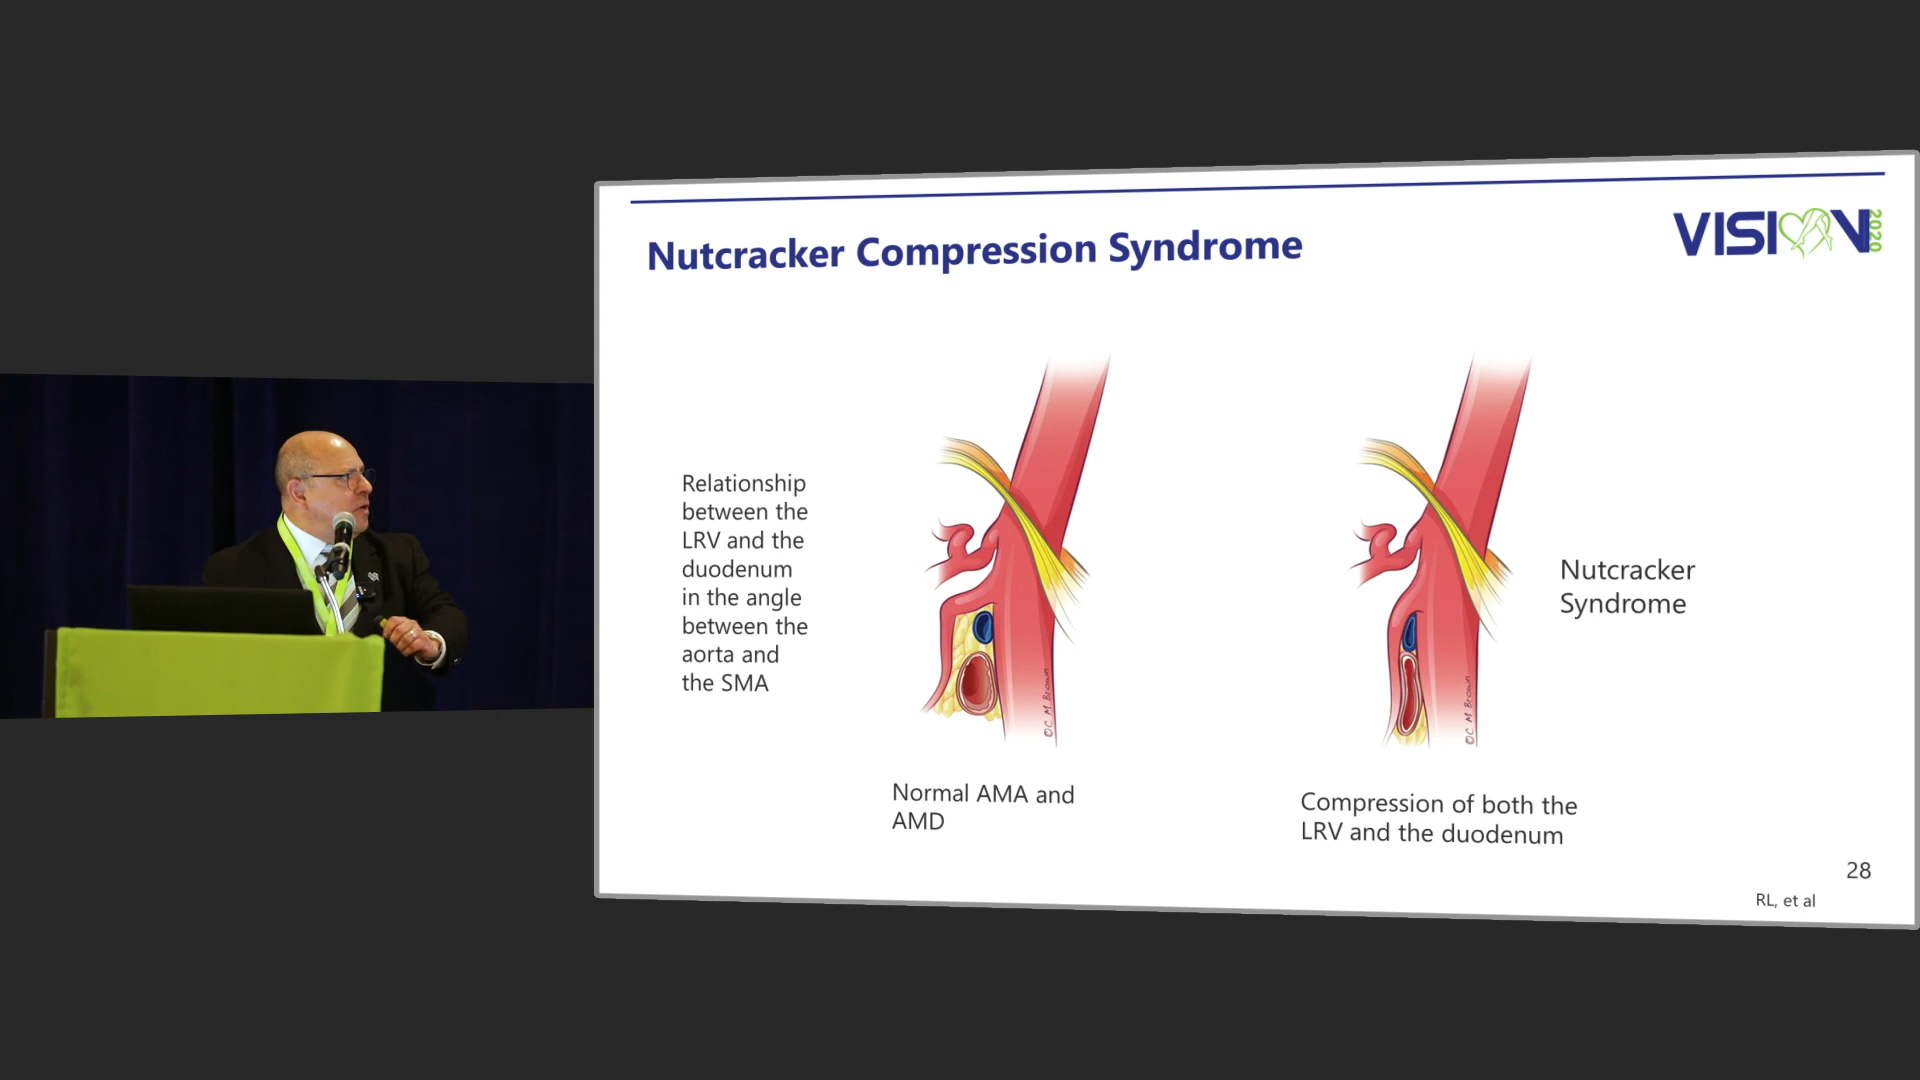 Nutcracker Compression Syndrome
VISION 2020
Relationship
between the
LRV and the
duodenum
in the angle
between the
aorta and
the SMA
©C. M. Brown
©C. M. Brown
Nutcracker
Syndrome
Normal AMA and
AMD
Compression of both the
LRV and the duodenum
28
RL, et al